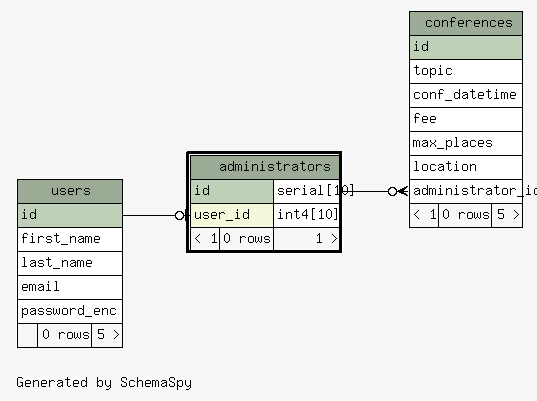 conferences
id
topic
conf_datetime
fee
max_places
location
administrator_id
< 1 0 rows 5 >
administrators
id serial[10]
user_id int4[10]
< 1 0 rows 1 >
users
id
first_name
last_name
email
password_enc
0 rows 5 >
Generated by SchemaSpy